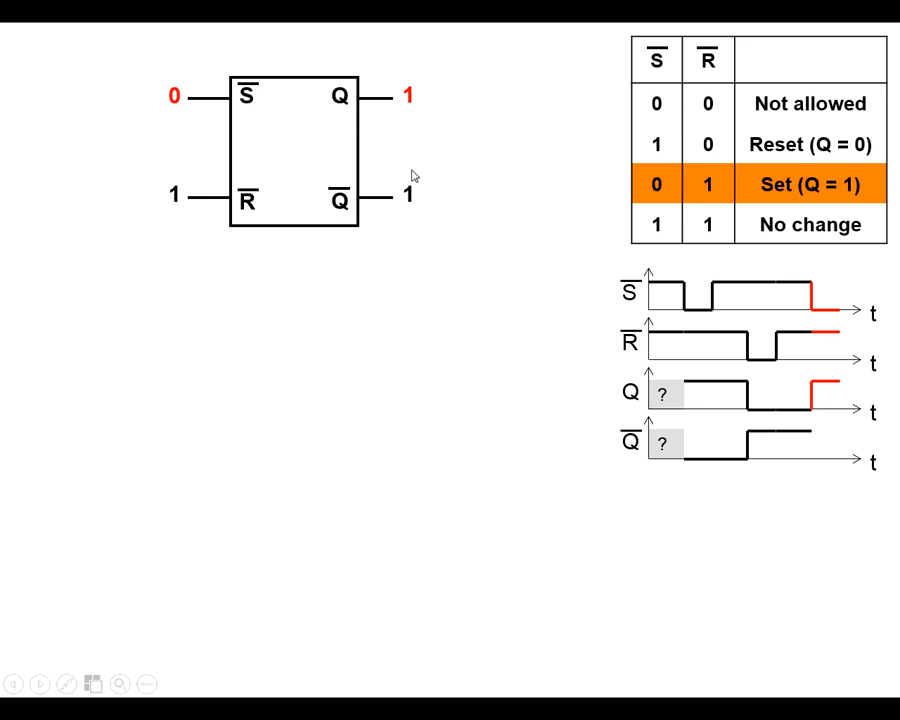 0 S̅ Q 1
1 R̅ Q̅ 1
S̅ R̅
0 0 Not allowed
1 0 Reset (Q = 0)
0 1 Set (Q = 1)
1 1 No change
S̅ t
R̅ t
Q ? t
Q̅ ? t